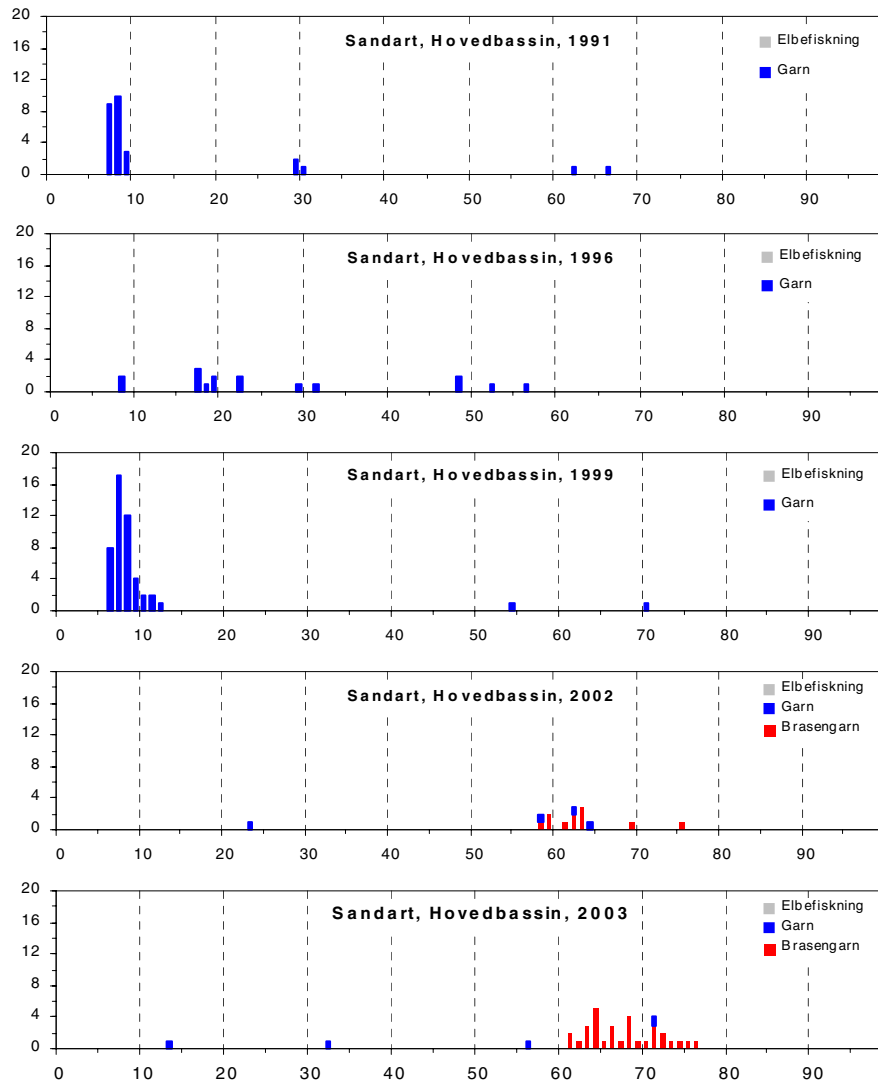 20
16
12
8
4
0
Sandart, Hovedbassin, 1991
Elbefiskning
Garn
0 10 20 30 40 50 60 70 80 90
20
16
12
8
4
0
Sandart, Hovedbassin, 1996
Elbefiskning
Garn
0 10 20 30 40 50 60 70 80 90
20
16
12
8
4
0
Sandart, Hovedbassin, 1999
Elbefiskning
Garn
0 10 20 30 40 50 60 70 80 90
20
16
12
8
4
0
Sandart, Hovedbassin, 2002
Elbefiskning
Garn
Brasengarn
0 10 20 30 40 50 60 70 80 90
20
16
12
8
4
0
Sandart, Hovedbassin, 2003
Elbefiskning
Garn
Brasengarn
0 10 20 30 40 50 60 70 80 90